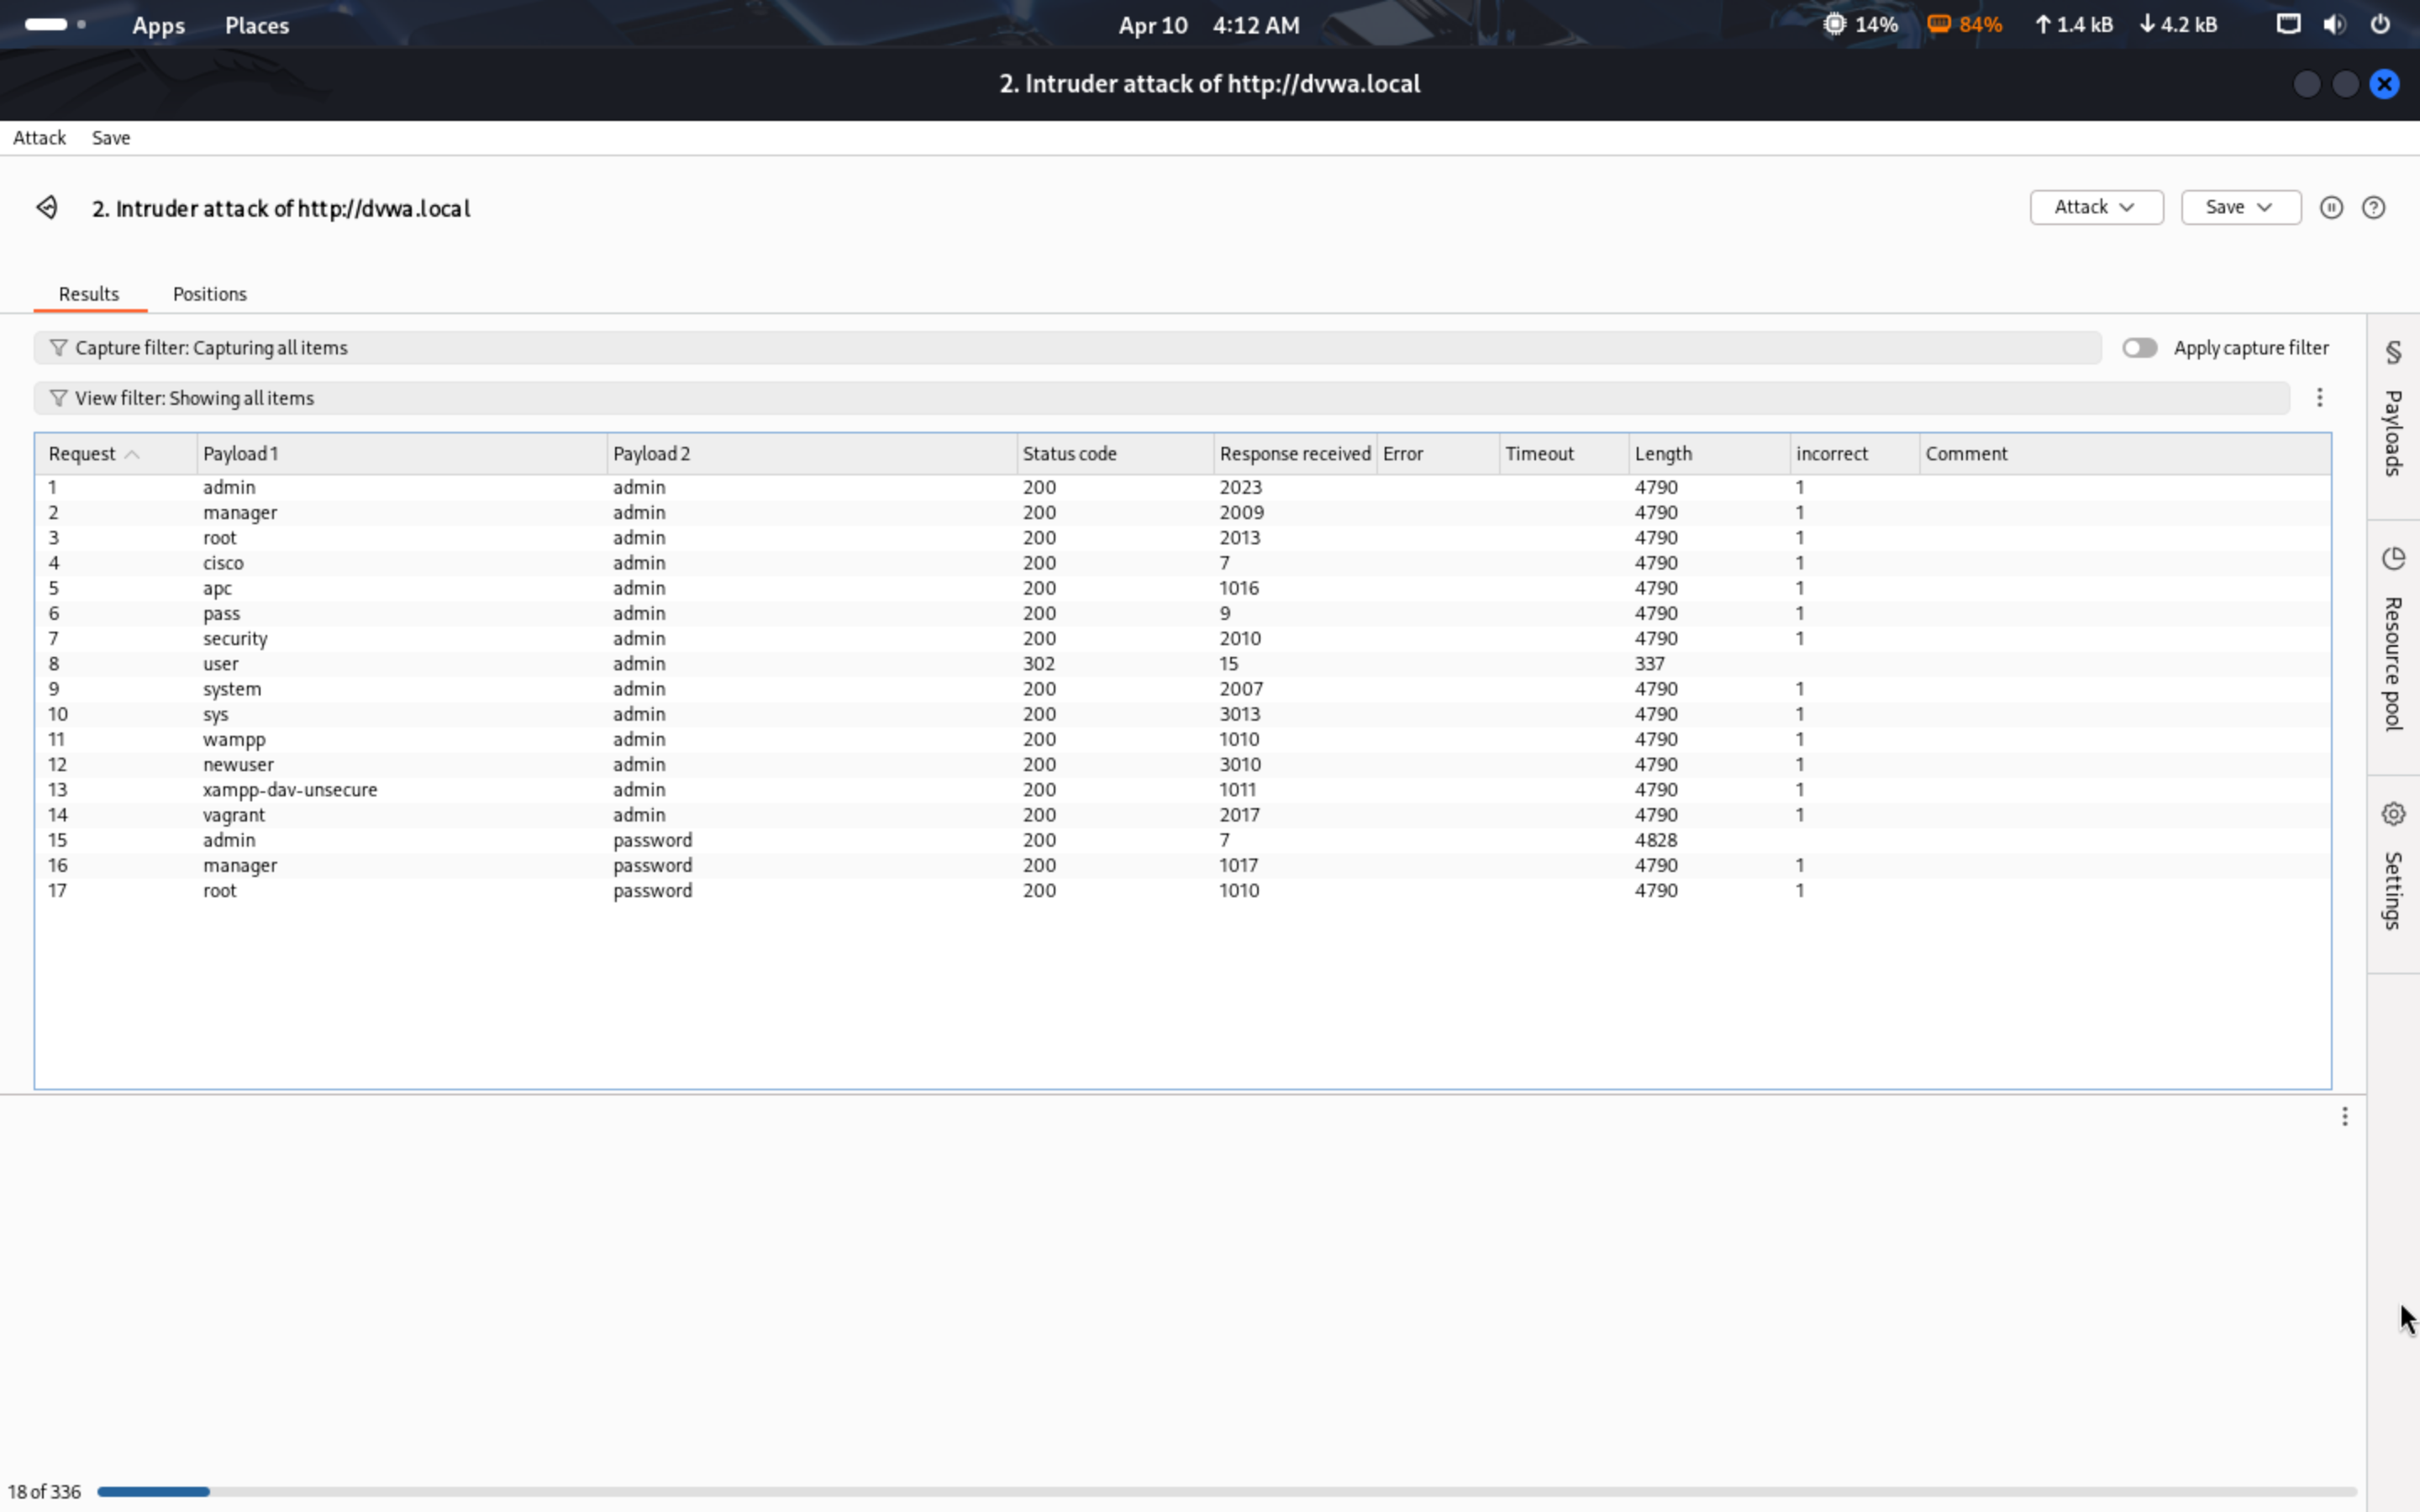 Apps Places Apr 10 4:12 AM 14% 84% ↑ 1.4 kB ↓ 4.2 kB
2. Intruder attack of http://dvwa.local
Attack Save
2. Intruder attack of http://dvwa.local Attack Save
Results Positions
Capture filter: Capturing all items Apply capture filter
View filter: Showing all items
Request Payload 1 Payload 2 Status code Response received Error Timeout Length incorrect Comment
1 admin admin 200 2023 4790 1
2 manager admin 200 2009 4790 1
3 root admin 200 2013 4790 1
4 cisco admin 200 7 4790 1
5 apc admin 200 1016 4790 1
6 pass admin 200 9 4790 1
7 security admin 200 2010 4790 1
8 user admin 302 15 337
9 system admin 200 2007 4790 1
10 sys admin 200 3013 4790 1
11 wampp admin 200 1010 4790 1
12 newuser admin 200 3010 4790 1
13 xampp-dav-unsecure admin 200 1011 4790 1
14 vagrant admin 200 2017 4790 1
15 admin password 200 7 4828
16 manager password 200 1017 4790 1
17 root password 200 1010 4790 1
§ Payloads
Resource pool
Settings
18 of 336